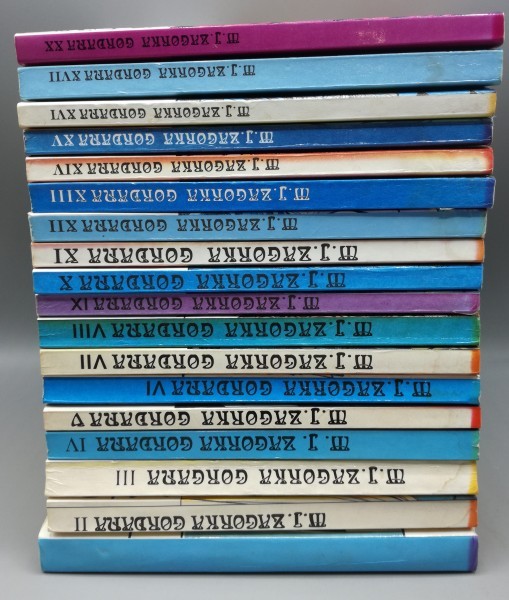 M.J.ZAGORKA GORDANA XX
M.J.ZAGORKA GORDANA XVII
M.J.ZAGORKA GORDANA XVI
M.J.ZAGORKA GORDANA XV
M.J.ZAGORKA GORDANA XIV
M.J.ZAGORKA GORDANA XIII
M.J.ZAGORKA GORDANA XII
M.J.ZAGORKA GORDANA XI
M.J.ZAGORKA GORDANA X
M.J.ZAGORKA GORDANA IX
M.J.ZAGORKA GORDANA VIII
M.J.ZAGORKA GORDANA VII
M.J.ZAGORKA GORDANA VI
M.J.ZAGORKA GORDANA V
M. J. ZAGORKA GORDANA IV
M.J.ZAGORKA GORGANA III
M.J.ZAGORKA GORDANA II